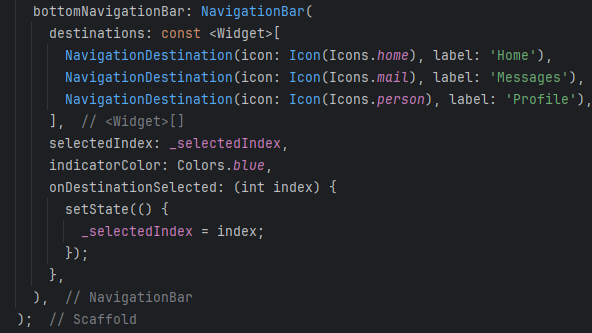 bottomNavigationBar: NavigationBar(
destinations: const <Widget>[
NavigationDestination(icon: Icon(Icons.home), label: 'Home'),
NavigationDestination(icon: Icon(Icons.mail), label: 'Messages'),
NavigationDestination(icon: Icon(Icons.person), label: 'Profile'),
], // <Widget>[]
selectedIndex: _selectedIndex,
indicatorColor: Colors.blue,
onDestinationSelected: (int index) {
setState(() {
_selectedIndex = index;
});
},
), // NavigationBar
); // Scaffold